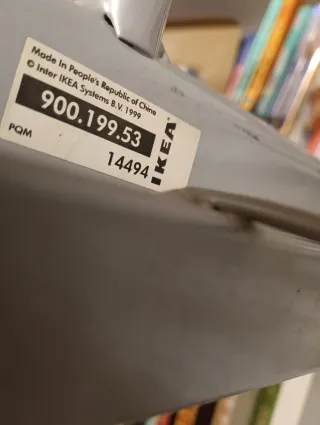 Made in People's Republic of China
© Inter IKEA Systems B.V. 1999
900.199.53
PQM
14494
IKEA®